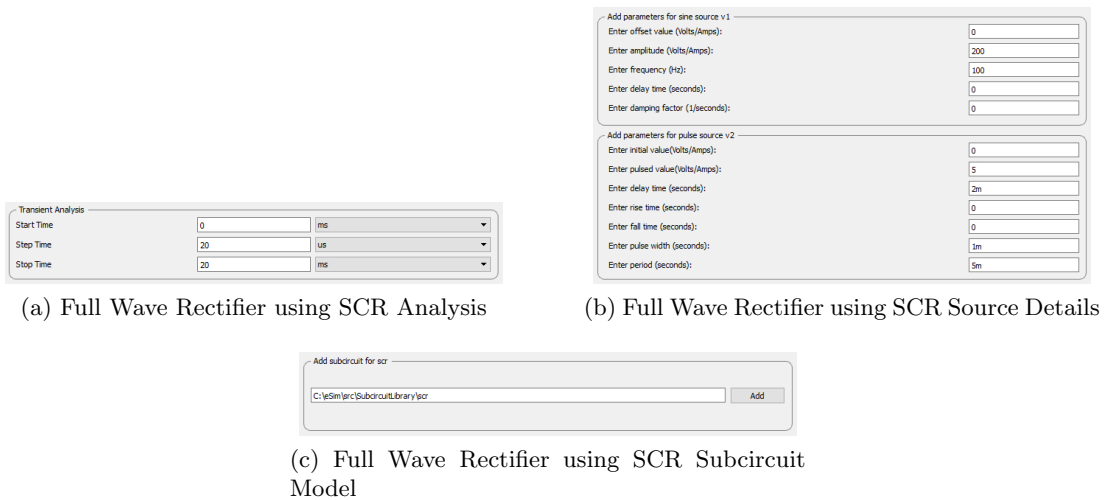 Add parameters for sine source v1
Enter offset value (Volts/Amps): 0
Enter amplitude (Volts/Amps): 200
Enter frequency (Hz): 100
Enter delay time (seconds): 0
Enter damping factor (1/seconds): 0
Add parameters for pulse source v2
Enter initial value(Volts/Amps): 0
Enter pulsed value(Volts/Amps): 5
Enter delay time (seconds): 2m
Enter rise time (seconds): 0
Enter fall time (seconds): 0
Enter pulse width (seconds): 1m
Enter period (seconds): 5m
Transient Analysis
Start Time 0 ms
Step Time 20 us
Stop Time 20 ms
(a) Full Wave Rectifier using SCR Analysis
(b) Full Wave Rectifier using SCR Source Details
Add subcircuit for scr
C:\eSim\src\SubcircuitLibrary\scr Add
(c) Full Wave Rectifier using SCR Subcircuit
Model